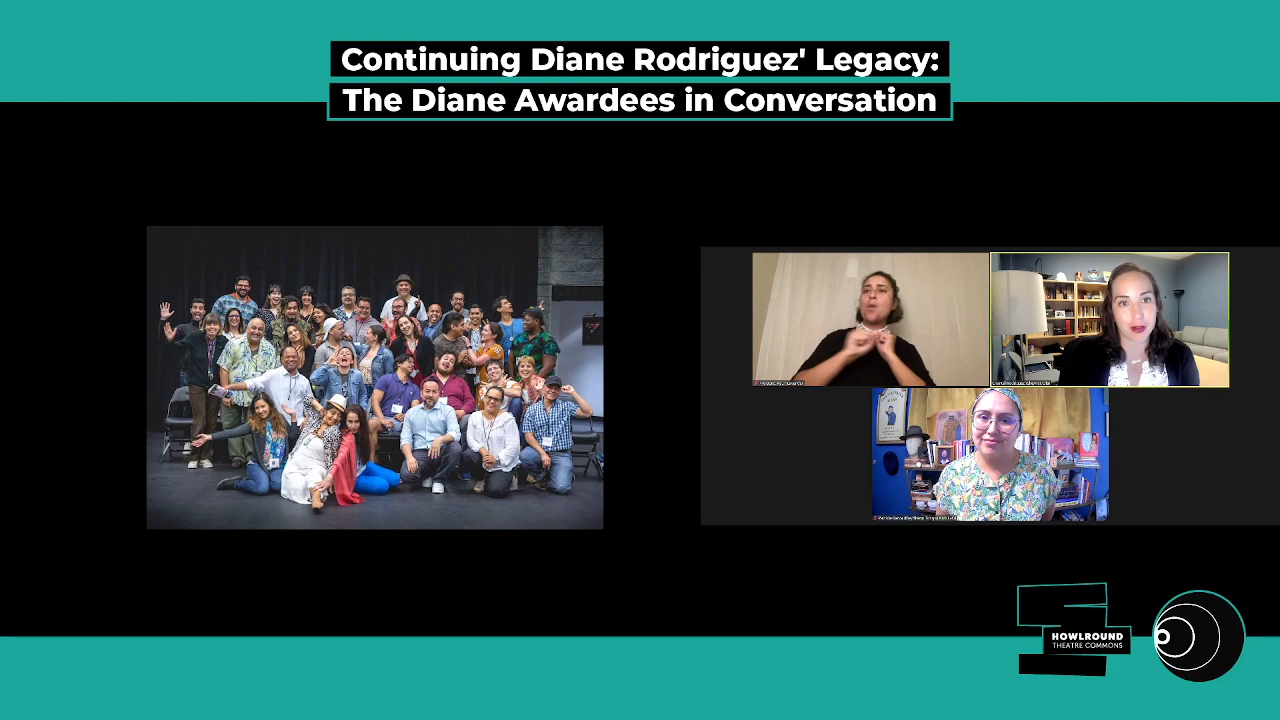 Continuing Diane Rodriguez' Legacy:
The Diane Awardees in Conversation
HOWLROUND
THEATRE COMMONS